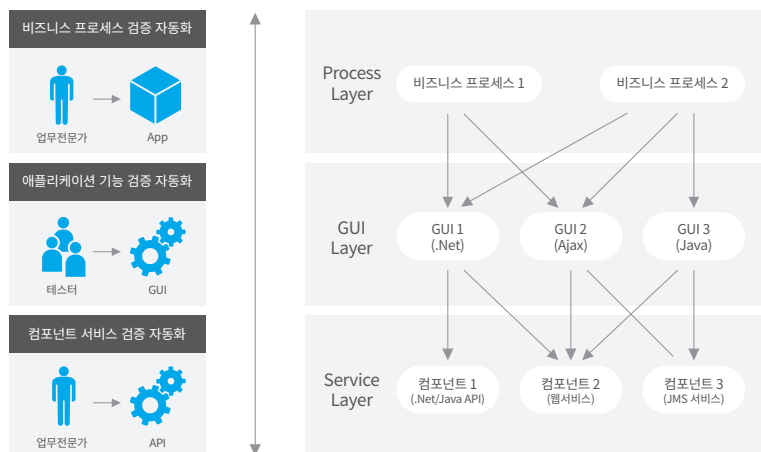 비즈니스 프로세스 검증 자동화
업무전문가
App
애플리케이션 기능 검증 자동화
테스터
GUI
컴포넌트 서비스 검증 자동화
업무전문가
API
Process
Layer
비즈니스 프로세스 1
비즈니스 프로세스 2
GUI
Layer
GUI 1
(.Net)
GUI 2
(Ajax)
GUI 3
(Java)
Service
Layer
컴포넌트 1
(.Net/Java API)
컴포넌트 2
(웹서비스)
컴포넌트 3
(JMS 서비스)